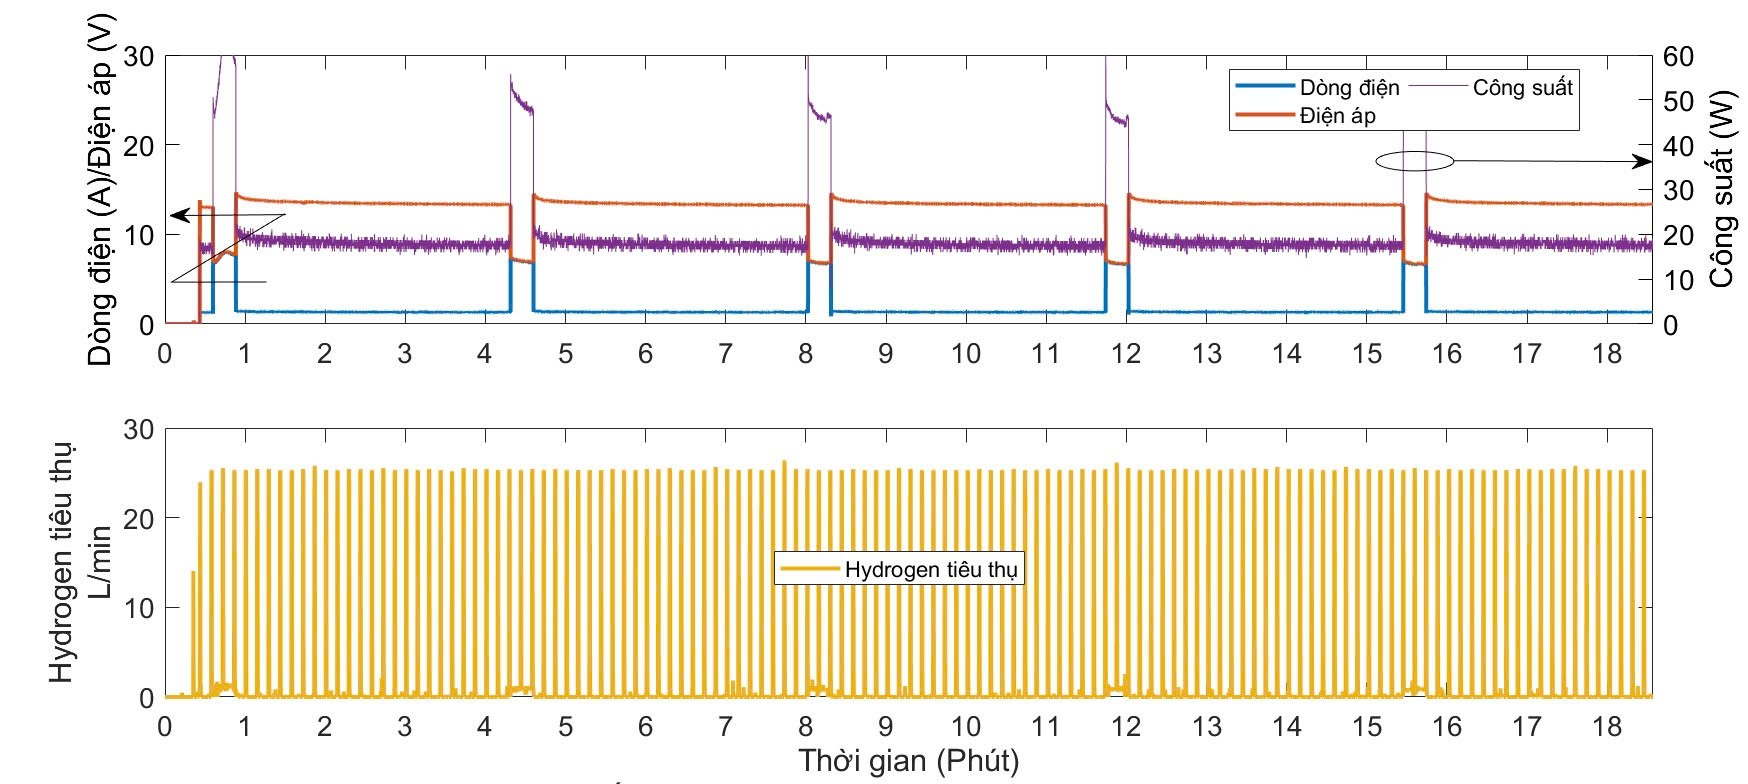 Dòng điện (A)/Điện áp (V)
30
20
10
0
60
50
40
30
20
10
0
Công suất (W)
Dòng điện
Công suất
Điện áp
0 1 2 3 4 5 6 7 8 9 10 11 12 13 14 15 16 17 18
Hydrogen tiêu thụ
L/min
30
20
10
0
Hydrogen tiêu thụ
0 1 2 3 4 5 6 7 8 9 10 11 12 13 14 15 16 17 18
Thời gian (Phút)